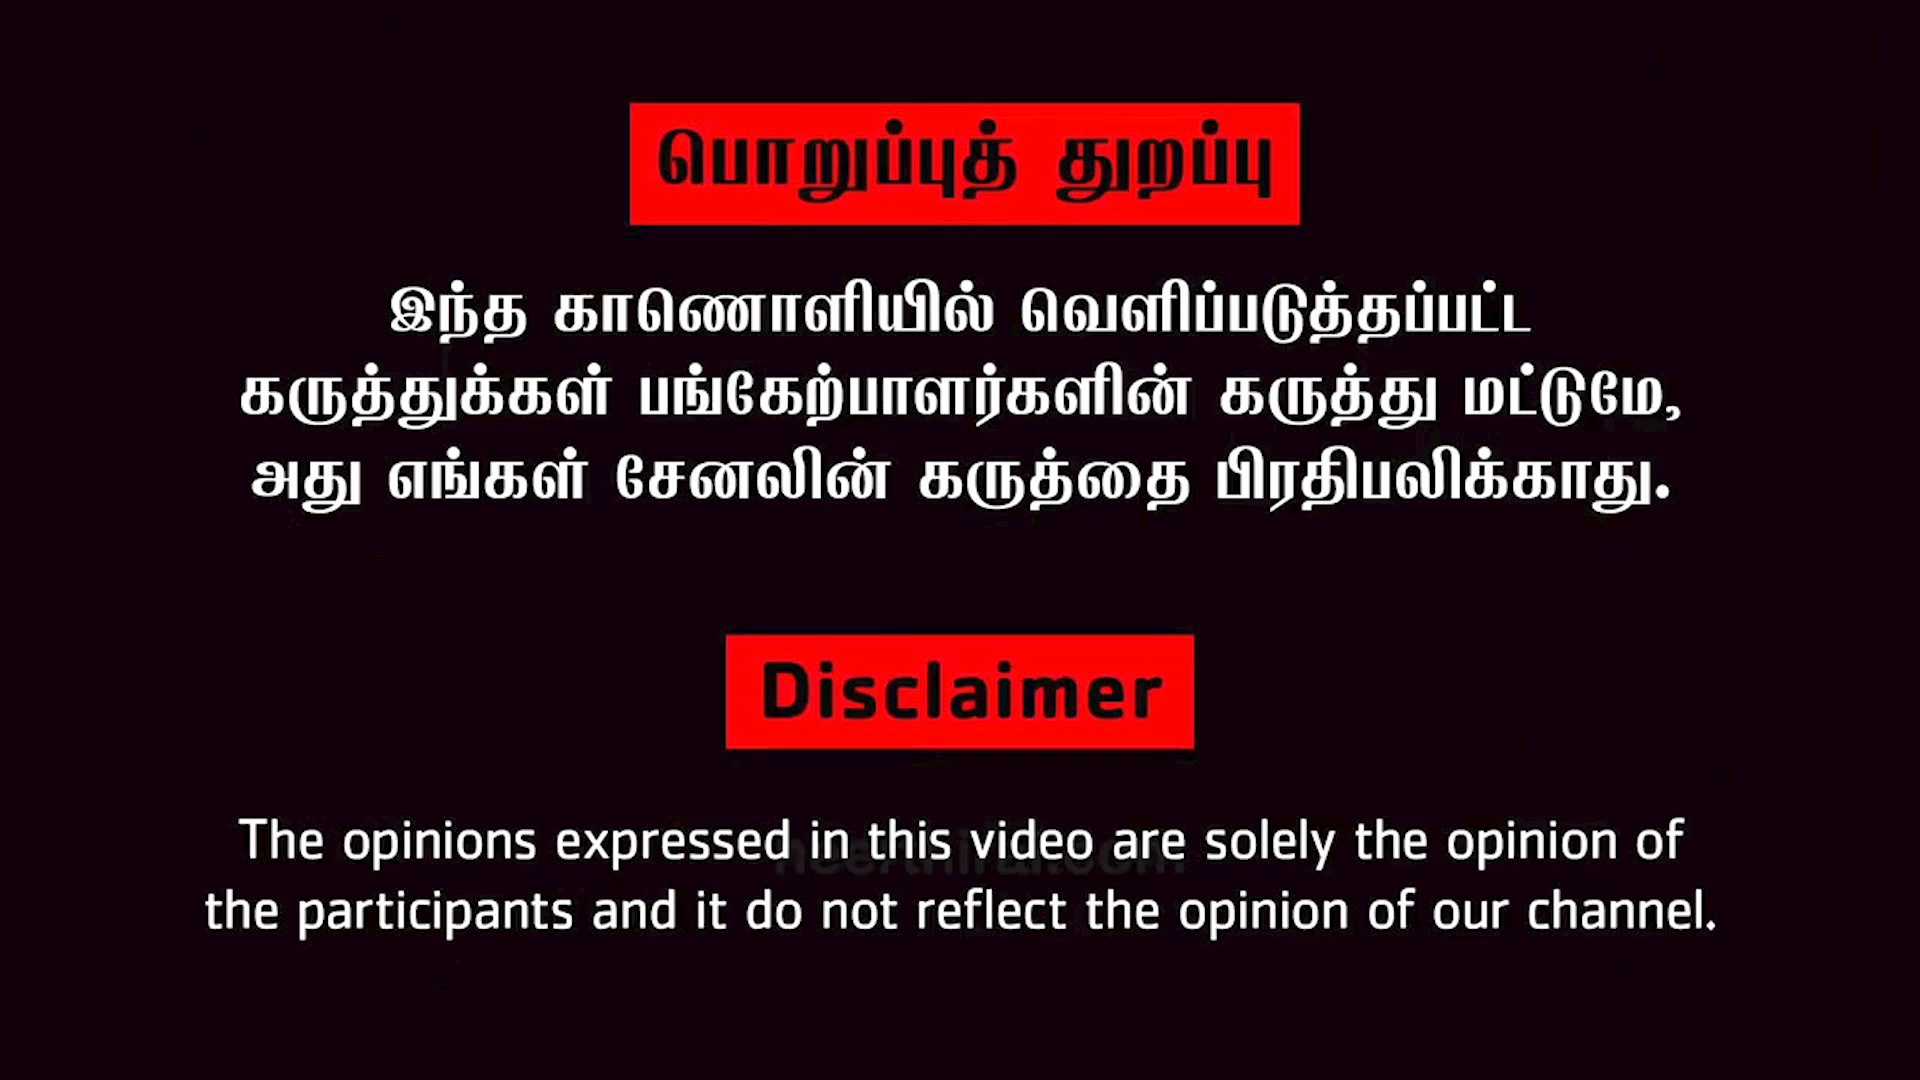 பொறுப்புத் துறப்பு
இந்த காணொளியில் வெளிப்படுத்தப்பட்ட
கருத்துக்கள் பங்கேற்பாளர்களின் கருத்து மட்டுமே,
அது எங்கள் சேனலின் கருத்தை பிரதிபலிக்காது.
Disclaimer
The opinions expressed in this video are solely the opinion of
the participants and it do not reflect the opinion of our channel.